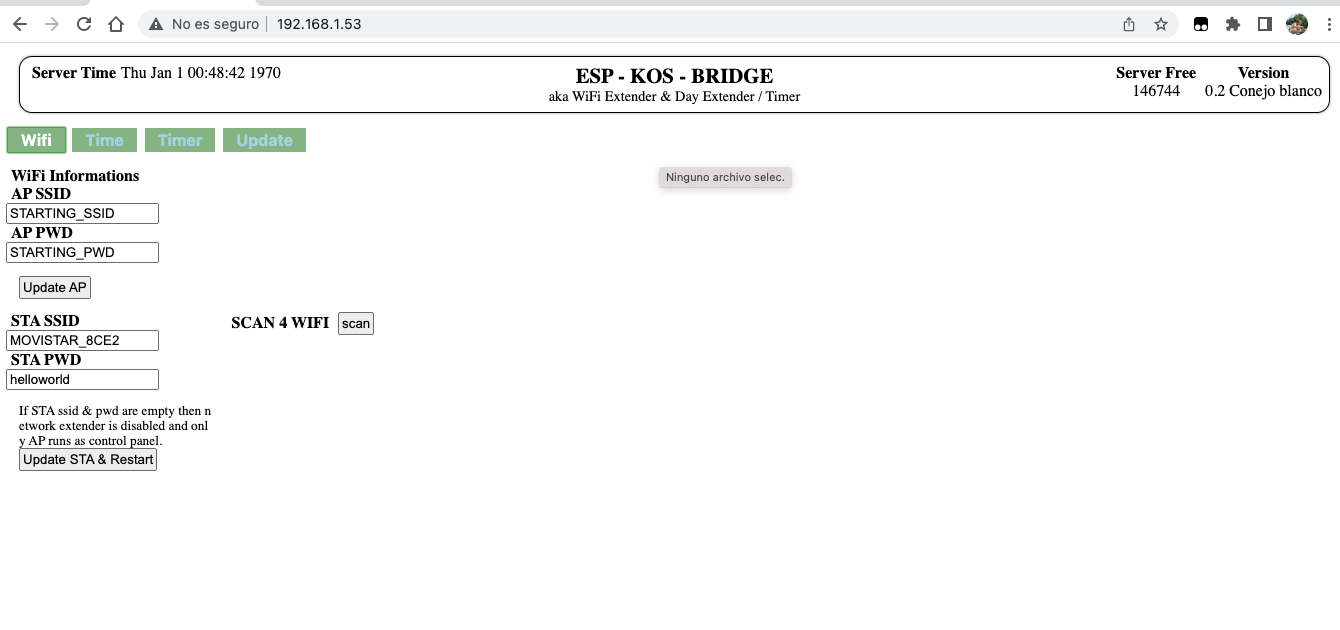 No es seguro
192.168.1.53
Server Time Thu Jan 1 00:48:42 1970
ESP - KOS - BRIDGE
aka WiFi Extender & Day Extender / Timer
Server Free
146744
Version
0.2 Conejo blanco
Wifi
Time
Timer
Update
Ninguno archivo selec.
WiFi Informations
AP SSID
STARTING_SSID
AP PWD
STARTING_PWD
Update AP
STA SSID
MOVISTAR_8CE2
STA PWD
helloworld
SCAN 4 WIFI
scan
If STA ssid & pwd are empty then n
etwork extender is disabled and onl
y AP runs as control panel.
Update STA & Restart